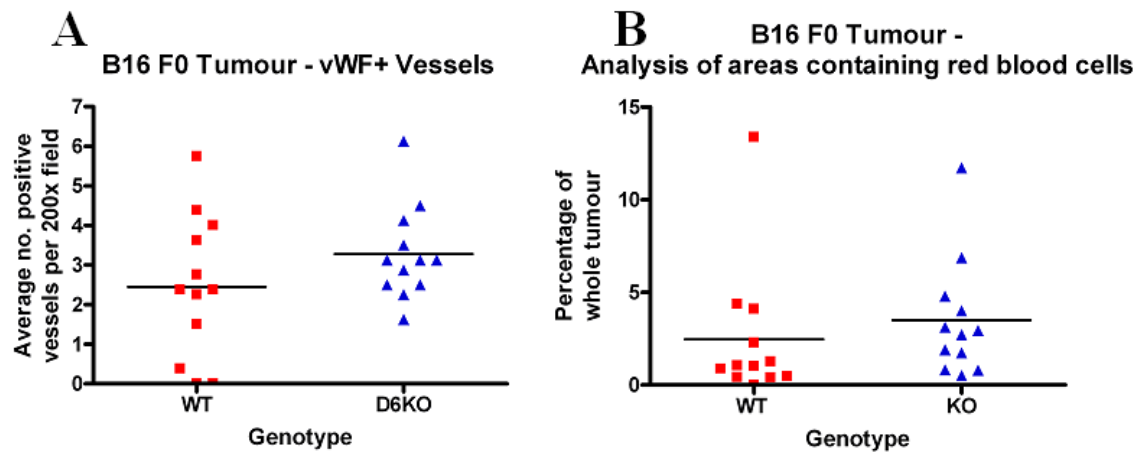 A
B16 F0 Tumour - vWF+ Vessels
7
6
5
4
3
2
1
0
Average no. positive
vessels per 200x field
WT
D6KO
Genotype
B
B16 F0 Tumour -
Analysis of areas containing red blood cells
15
10
5
0
Percentage of
whole tumour
WT
KO
Genotype